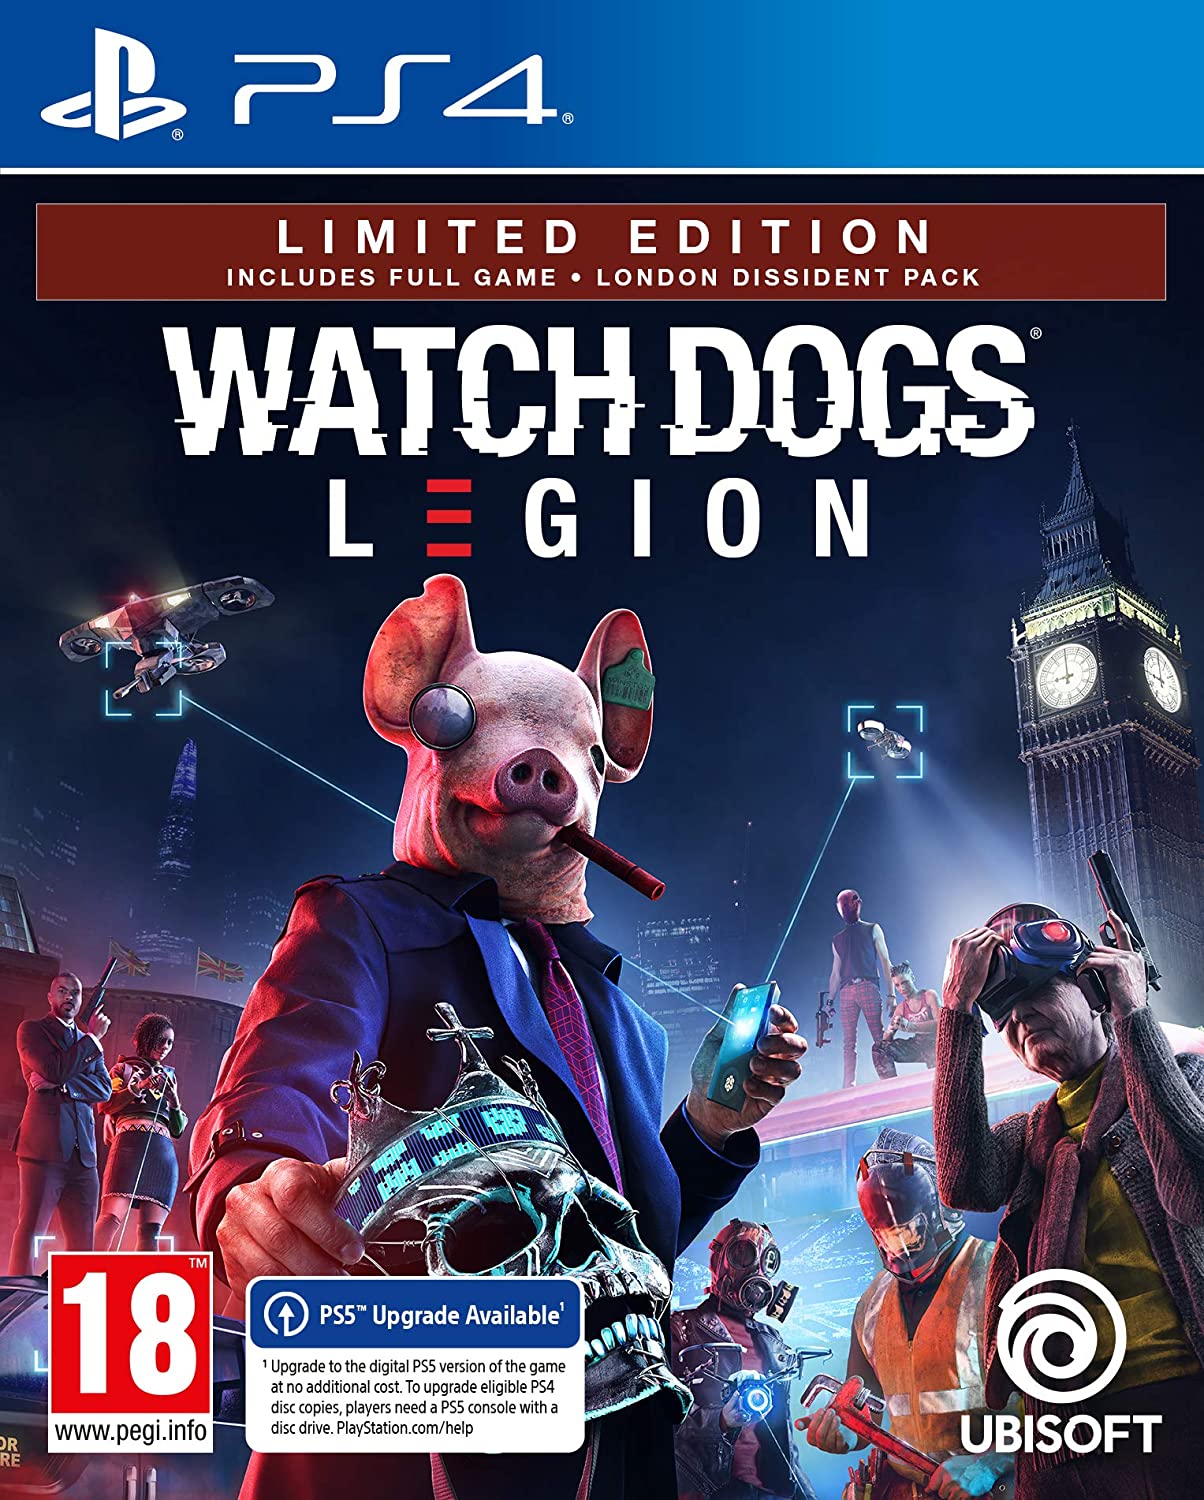 PS4®
LIMITED EDITION
INCLUDES FULL GAME • LONDON DISSIDENT PACK
WATCH DOGS®
LEGION
18™
www.pegi.info
PS5™ Upgrade Available¹
¹ Upgrade to the digital PS5 version of the game
at no additional cost. To upgrade eligible PS4
disc copies, players need a PS5 console with a
disc drive. PlayStation.com/help
UBISOFT